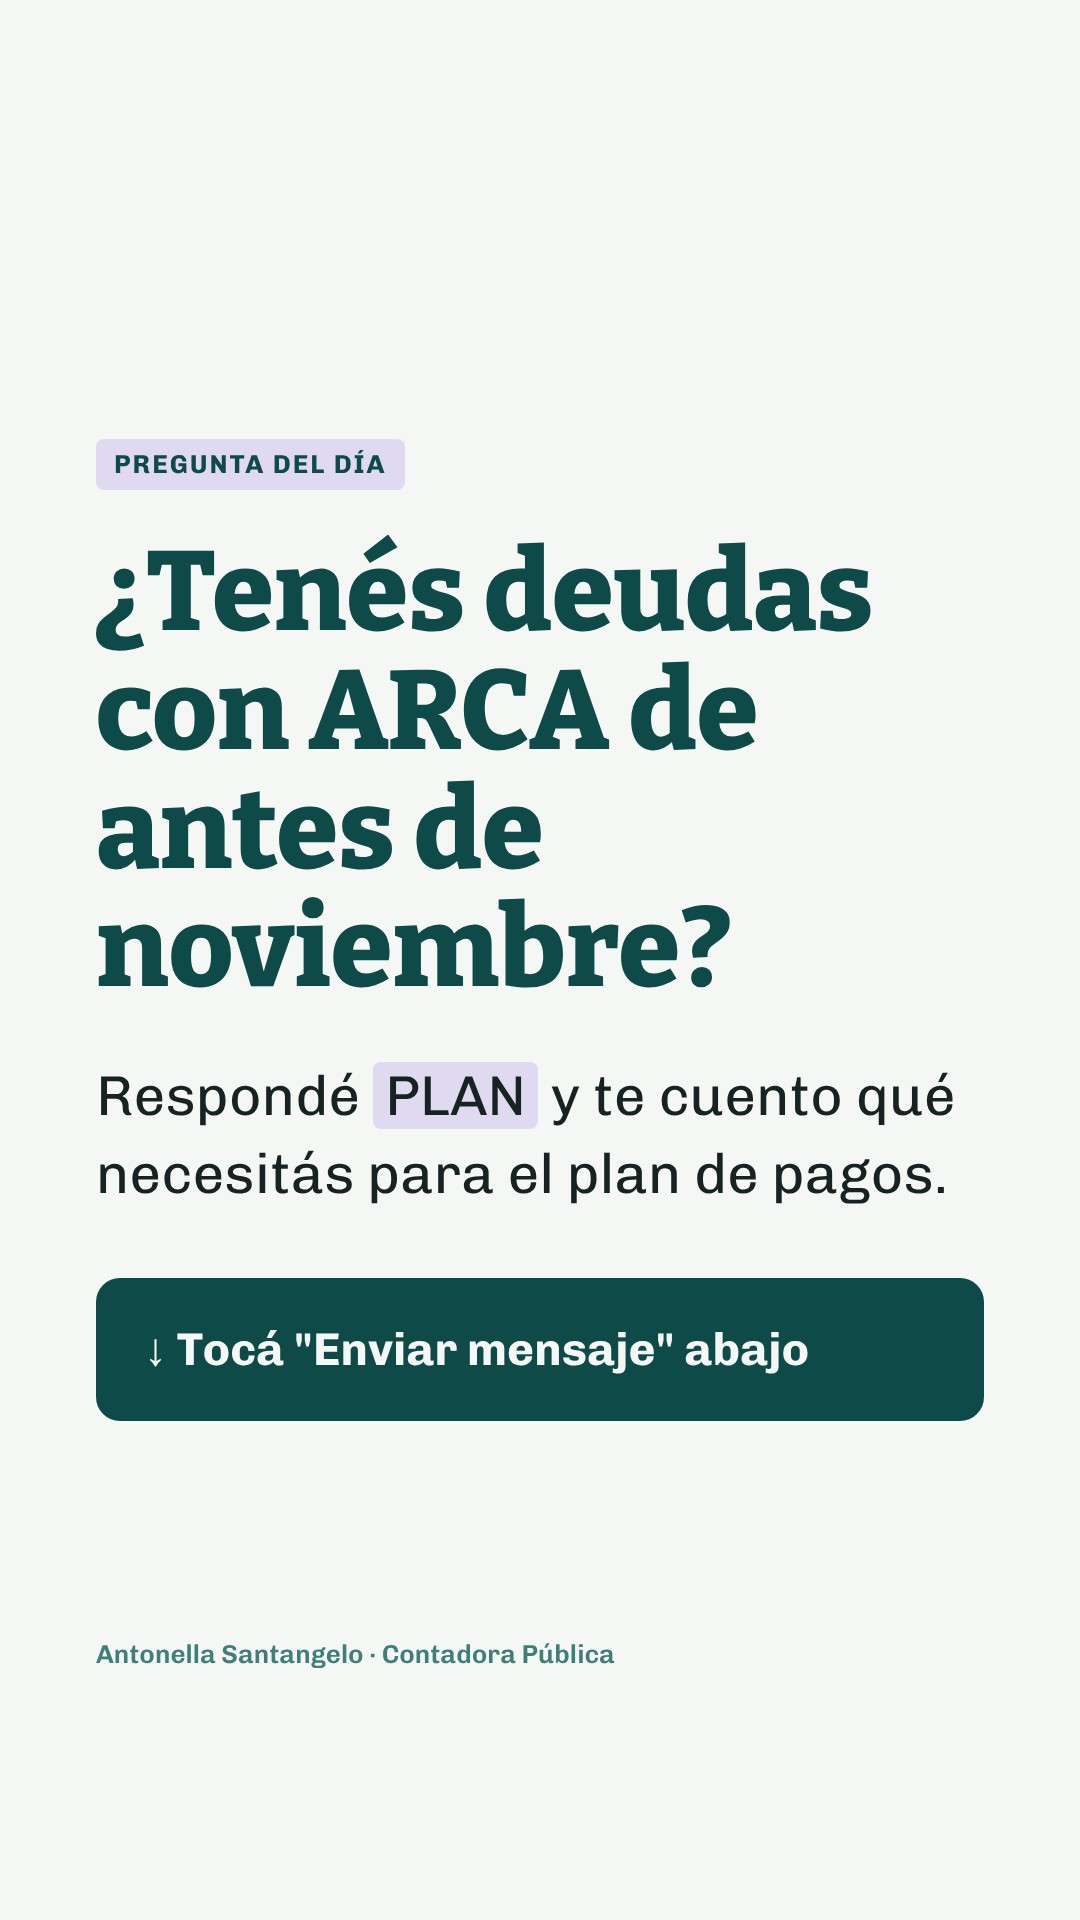 PREGUNTA DEL DÍA
¿Tenés deudas
con ARCA de
antes de
noviembre?
Respondé PLAN y te cuento qué
necesitás para el plan de pagos.
↓ Tocá "Enviar mensaje" abajo
Antonella Santangelo · Contadora Pública